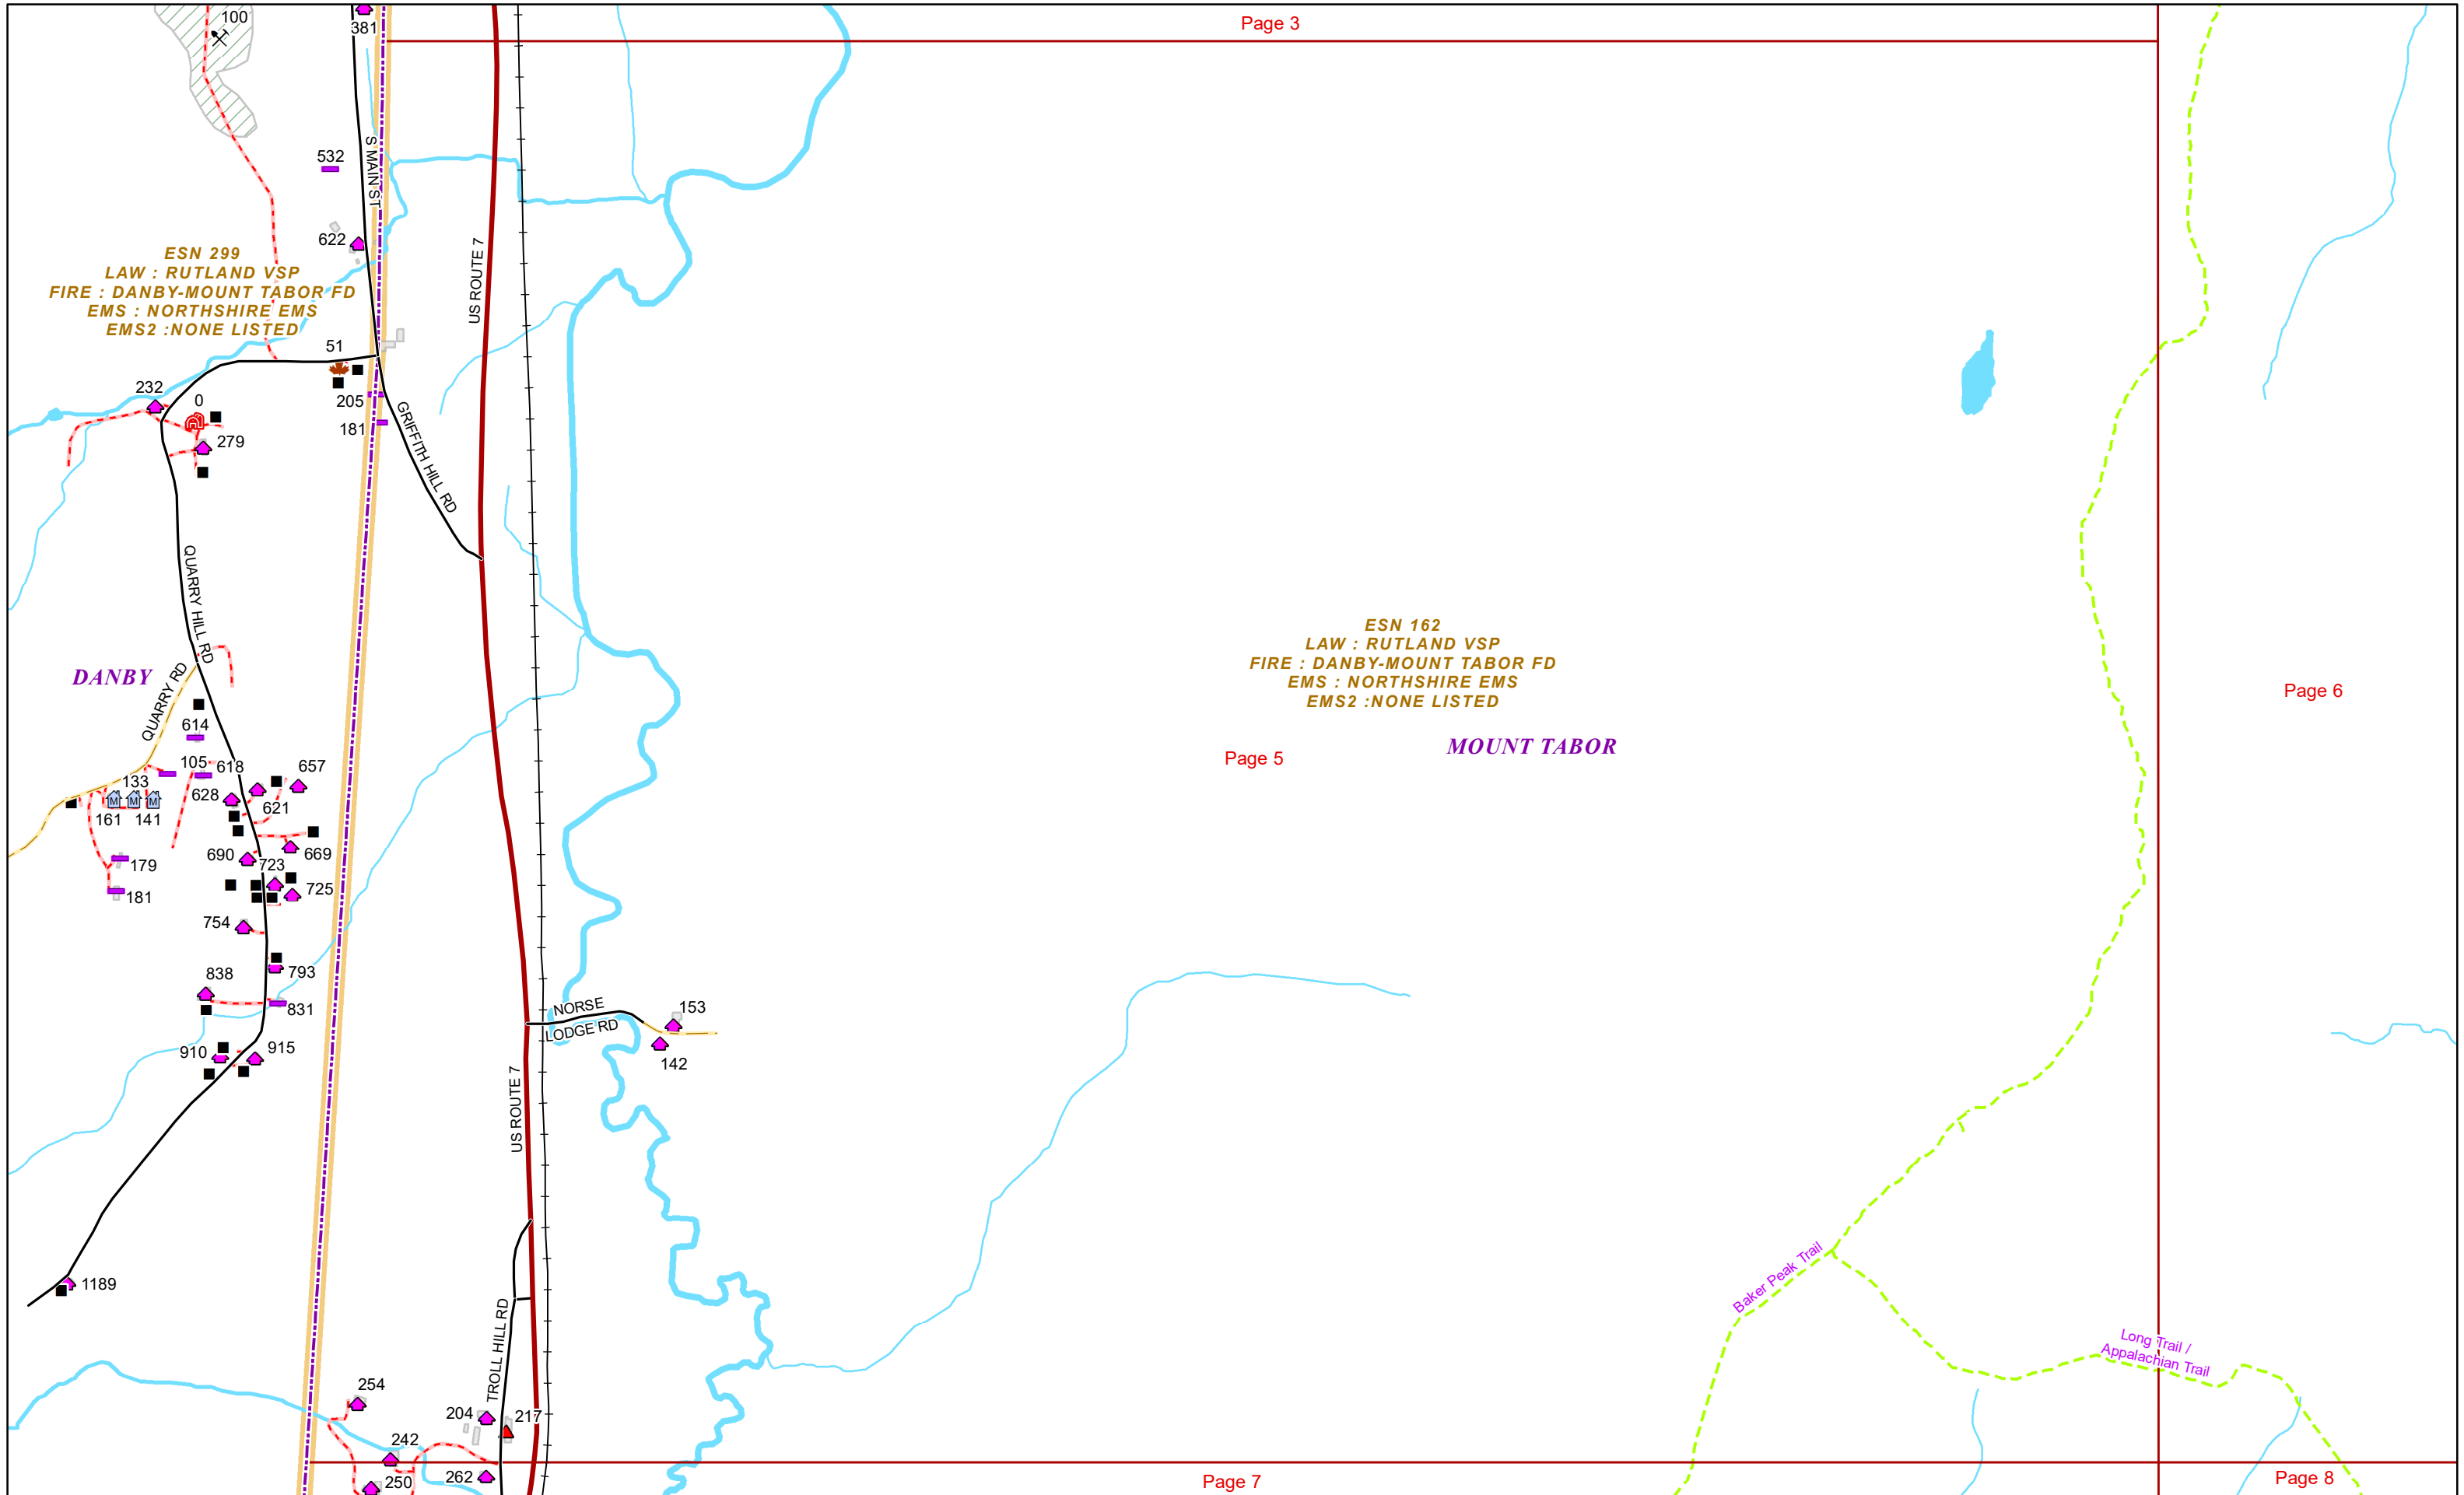 100
381
Page 3
532
S MAIN ST
622
US ROUTE 7
ESN 299
LAW : RUTLAND VSP
FIRE : DANBY-MOUNT TABOR FD
EMS : NORTHSHIRE EMS
EMS2 :NONE LISTED
51
232
0
205
181
279
GRIFFITH HILL RD
QUARRY HILL RD
ESN 162
LAW : RUTLAND VSP
FIRE : DANBY-MOUNT TABOR FD
EMS : NORTHSHIRE EMS
EMS2 :NONE LISTED
DANBY
QUARRY RD
Page 6
614
MOUNT TABOR
Page 5
105
618
657
133
628
621
161
141
690
669
723
179
725
181
754
838
793
831
NORSE
LODGE RD
153
142
910
915
US ROUTE 7
Baker Peak Trail
1189
TROLL HILL RD
Long Trail /
Appalachian Trail
254
204
217
242
262
250
Page 7
Page 8
M
M
M